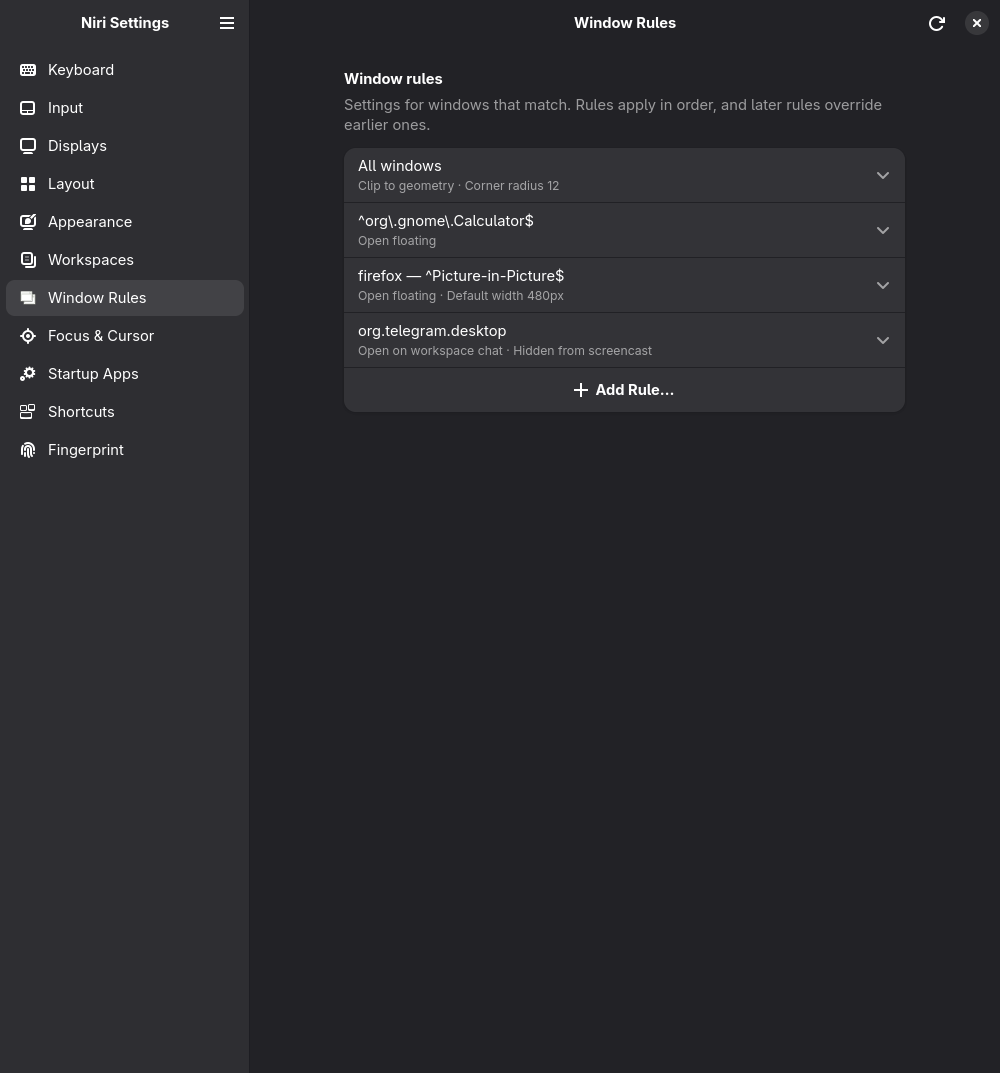 Niri Settings
Window Rules
Keyboard
Input
Displays
Layout
Appearance
Workspaces
Window Rules
Focus & Cursor
Startup Apps
Shortcuts
Fingerprint
Window rules
Settings for windows that match. Rules apply in order, and later rules override
earlier ones.
All windows
Clip to geometry · Corner radius 12
^org\.gnome\.Calculator$
Open floating
firefox — ^Picture-in-Picture$
Open floating · Default width 480px
org.telegram.desktop
Open on workspace chat · Hidden from screencast
Add Rule…